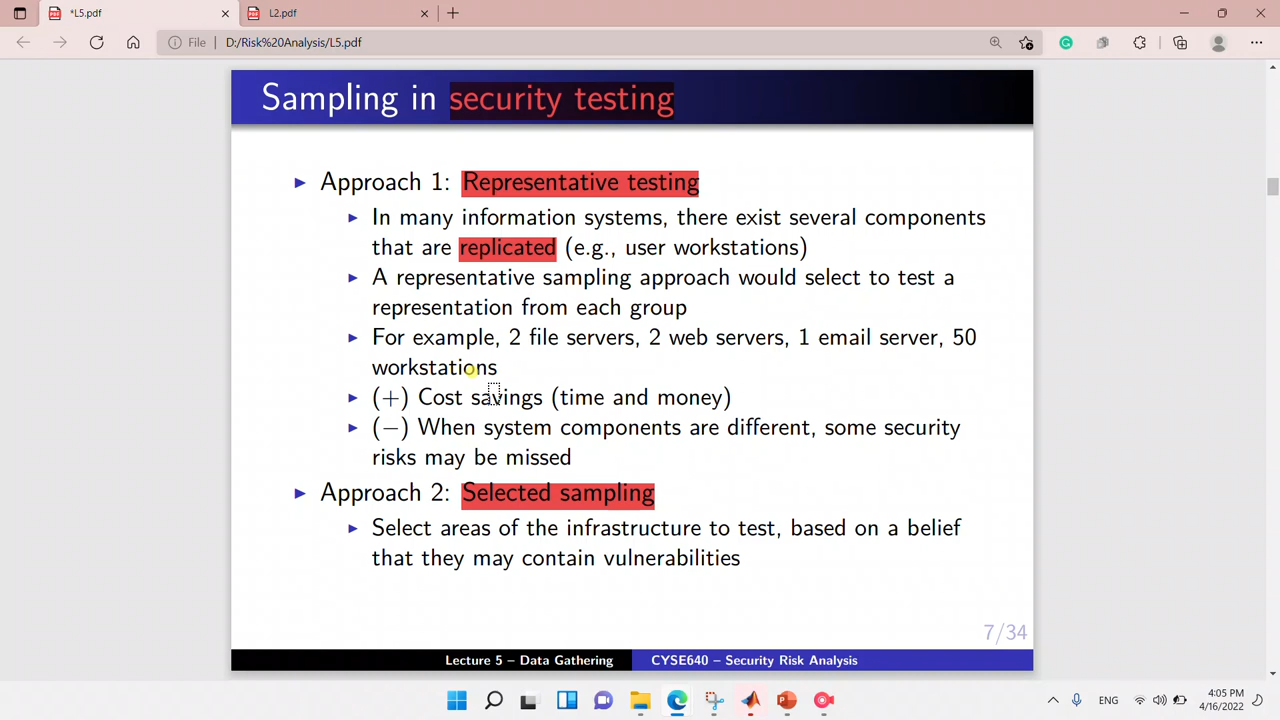 *L5.pdf
L2.pdf
File
D:/Risk%20Analysis/L5.pdf
Sampling in security testing
Approach 1: Representative testing
In many information systems, there exist several components
that are replicated (e.g., user workstations)
A representative sampling approach would select to test a
representation from each group
For example, 2 file servers, 2 web servers, 1 email server, 50
workstations
(+) Cost savings (time and money)
(−) When system components are different, some security
risks may be missed
Approach 2: Selected sampling
Select areas of the infrastructure to test, based on a belief
that they may contain vulnerabilities
7/34
Lecture 5 – Data Gathering
CYSE640 – Security Risk Analysis
ENG
4:05 PM
4/16/2022